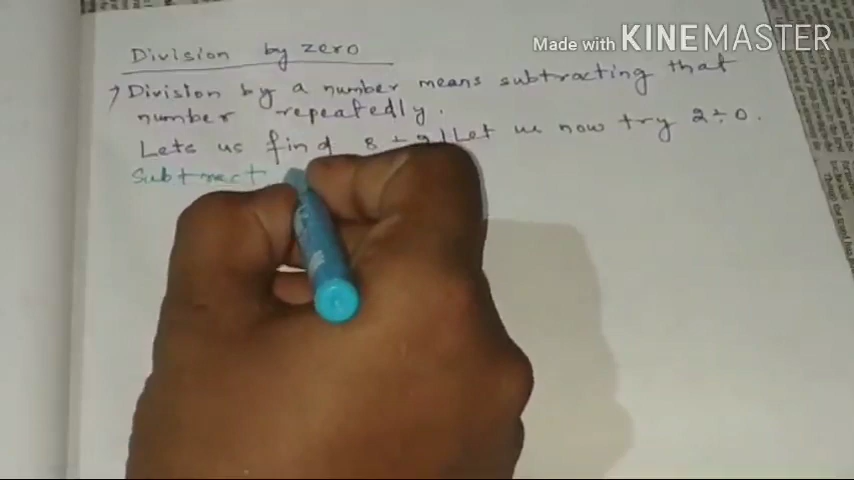 Made with KINEMASTER
Division by zero
Division by a number means subtracting that
number repeatedly.
Lets us find 8 ÷ 2 | Let us now try 2 ÷ 0.
Subtract